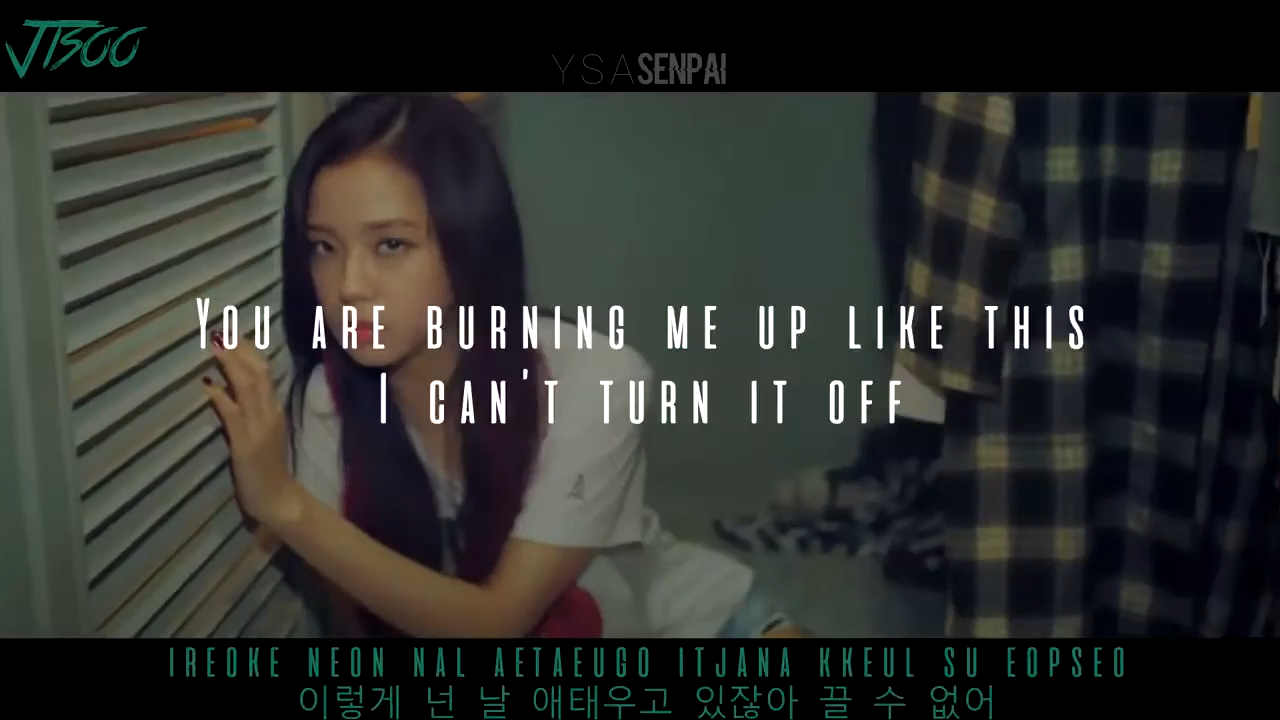 JISOO
YSASENPAI
You are burning me up like this
I can't turn it off
IREOKE NEON NAL AETAEUGO ITJANA KKEUL SU EOPSEO
이렇게 넌 날 애태우고 있잖아 끌 수 없어